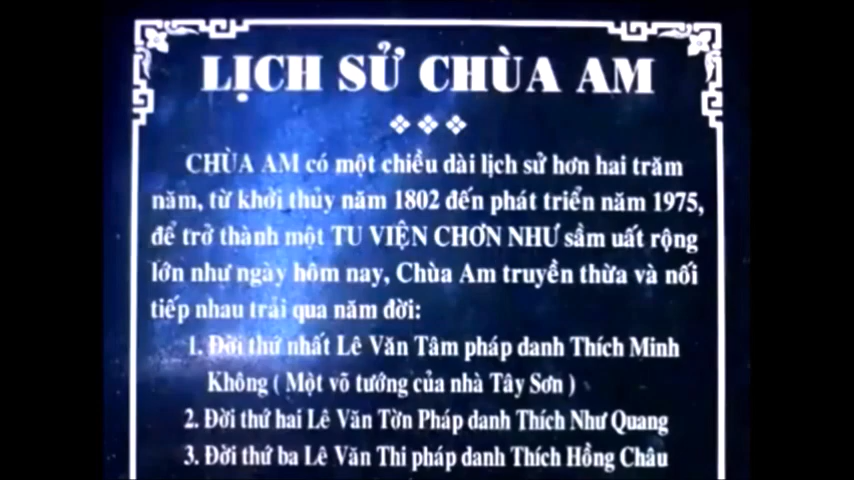 LỊCH SỬ CHÙA AM
CHÙA AM có một chiều dài lịch sử hơn hai trăm
năm, từ khởi thủy năm 1802 đến phát triển năm 1975,
để trở thành một TU VIỆN CHƠN NHƯ sầm uất rộng
lớn như ngày hôm nay, Chùa Am truyền thừa và nối
tiếp nhau trải qua năm đời:
1. Đời thứ nhất Lê Văn Tâm pháp danh Thích Minh
Không ( Một võ tướng của nhà Tây Sơn )
2. Đời thứ hai Lê Văn Tờn Pháp danh Thích Như Quang
3. Đời thứ ba Lê Văn Thi pháp danh Thích Hồng Châu